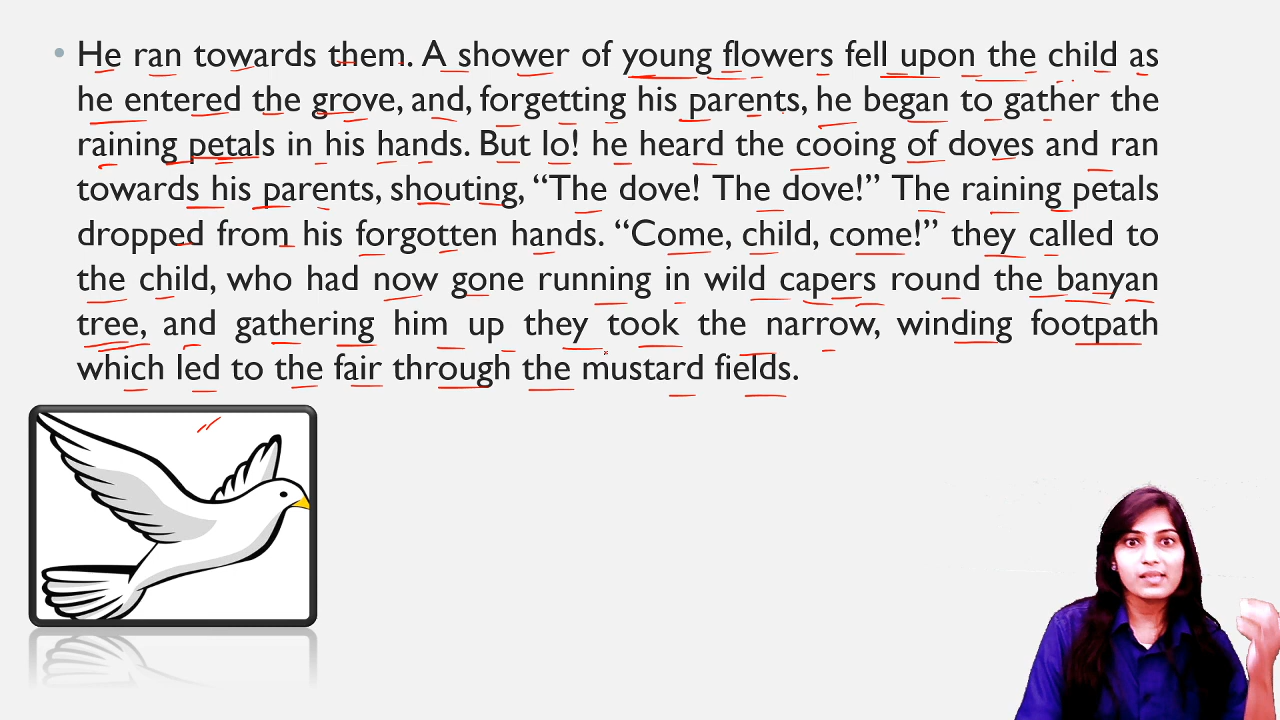 He ran towards them. A shower of young flowers fell upon the child as
he entered the grove, and, forgetting his parents, he began to gather the
raining petals in his hands. But lo! he heard the cooing of doves and ran
towards his parents, shouting, “The dove! The dove!” The raining petals
dropped from his forgotten hands. “Come, child, come!” they called to
the child, who had now gone running in wild capers round the banyan
tree, and gathering him up they took the narrow, winding footpath
which led to the fair through the mustard fields.